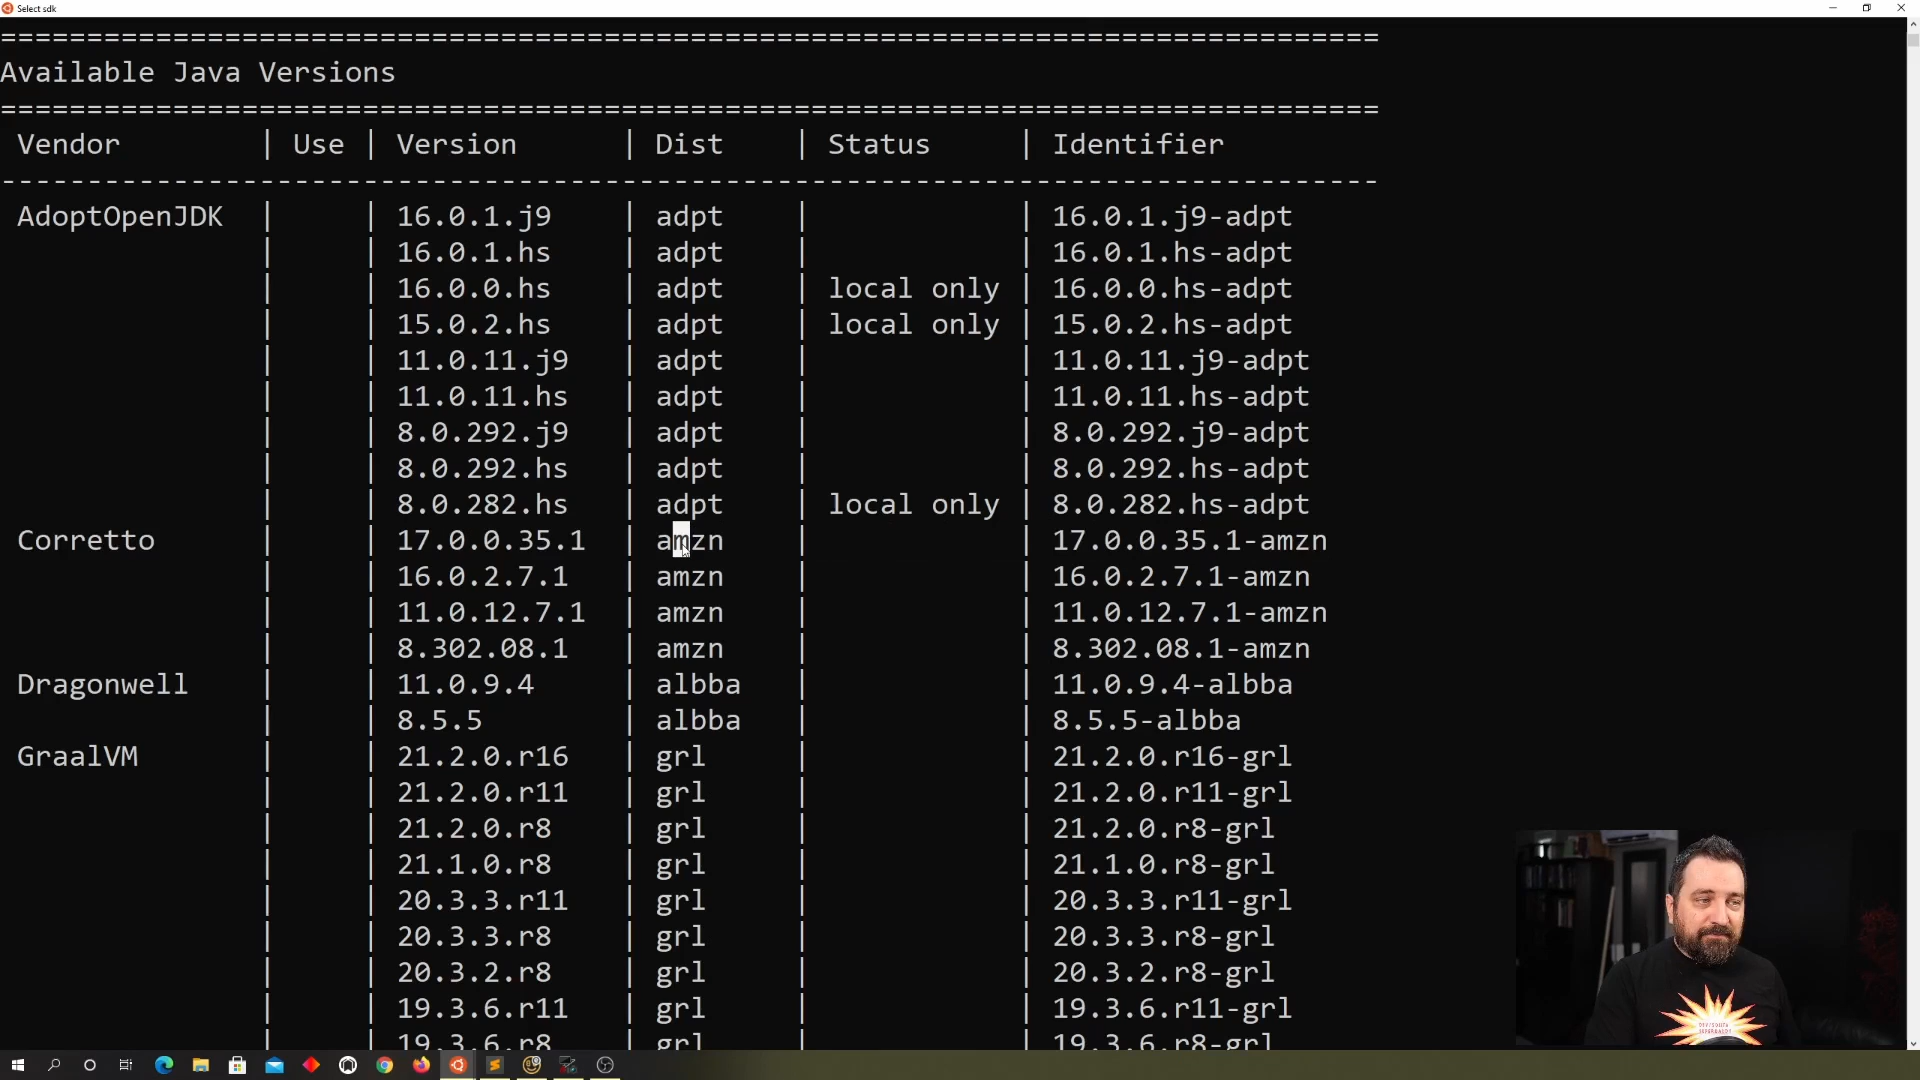 Select sdk
================================================================================
Available Java Versions
================================================================================
Vendor | Use | Version | Dist | Status | Identifier
--------------------------------------------------------------------------------
AdoptOpenJDK | | 16.0.1.j9 | adpt | | 16.0.1.j9-adpt
| | 16.0.1.hs | adpt | | 16.0.1.hs-adpt
| | 16.0.0.hs | adpt | local only | 16.0.0.hs-adpt
| | 15.0.2.hs | adpt | local only | 15.0.2.hs-adpt
| | 11.0.11.j9 | adpt | | 11.0.11.j9-adpt
| | 11.0.11.hs | adpt | | 11.0.11.hs-adpt
| | 8.0.292.j9 | adpt | | 8.0.292.j9-adpt
| | 8.0.292.hs | adpt | | 8.0.292.hs-adpt
| | 8.0.282.hs | adpt | local only | 8.0.282.hs-adpt
Corretto | | 17.0.0.35.1 | amzn | | 17.0.0.35.1-amzn
| | 16.0.2.7.1 | amzn | | 16.0.2.7.1-amzn
| | 11.0.12.7.1 | amzn | | 11.0.12.7.1-amzn
| | 8.302.08.1 | amzn | | 8.302.08.1-amzn
Dragonwell | | 11.0.9.4 | albba | | 11.0.9.4-albba
| | 8.5.5 | albba | | 8.5.5-albba
GraalVM | | 21.2.0.r16 | grl | | 21.2.0.r16-grl
| | 21.2.0.r11 | grl | | 21.2.0.r11-grl
| | 21.2.0.r8 | grl | | 21.2.0.r8-grl
| | 21.1.0.r8 | grl | | 21.1.0.r8-grl
| | 20.3.3.r11 | grl | | 20.3.3.r11-grl
| | 20.3.3.r8 | grl | | 20.3.3.r8-grl
| | 20.3.2.r8 | grl | | 20.3.2.r8-grl
| | 19.3.6.r11 | grl | | 19.3.6.r11-grl
| | 19.3.6.r8 | grl | | 19.3.6.r8-grl